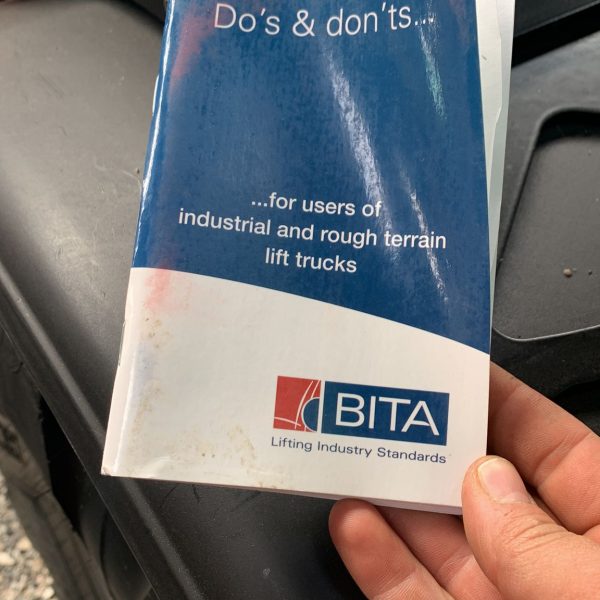 Do's & don'ts...
...for users of
industrial and rough terrain
lift trucks
BITA
Lifting Industry Standards